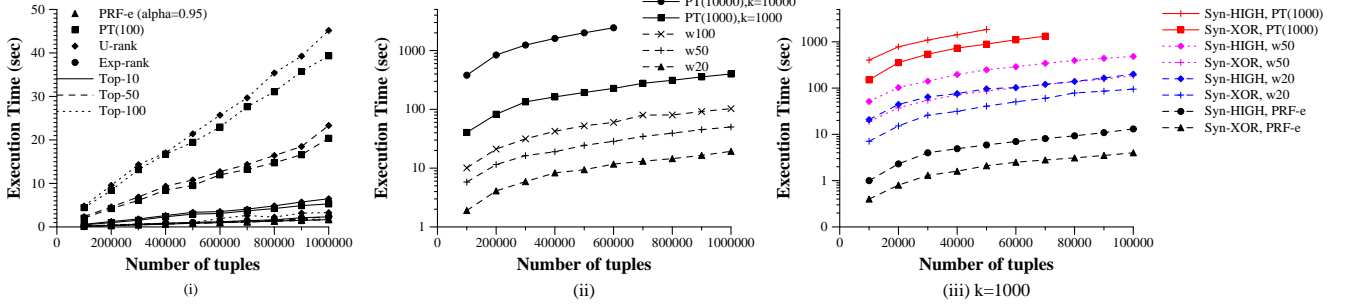 Execution Time (sec)
50
40
30
20
10
0
PRF-e (alpha=0.95)
PT(100)
U-rank
Exp-rank
Top-10
Top-50
Top-100
0
200000
400000
600000
800000
1000000
Number of tuples
(i)
Execution Time (sec)
1000
100
10
1
PT(10000),k=10000
PT(1000),k=1000
w100
w50
w20
0
200000
400000
600000
800000
1000000
Number of tuples
(ii)
Execution Time (sec)
1000
100
10
1
0
0
20000
40000
60000
80000
100000
Number of tuples
(iii) k=1000
Syn-HIGH, PT(1000)
Syn-XOR, PT(1000)
Syn-HIGH, w50
Syn-XOR, w50
Syn-HIGH, w20
Syn-XOR, w20
Syn-HIGH, PRF-e
Syn-XOR, PRF-e